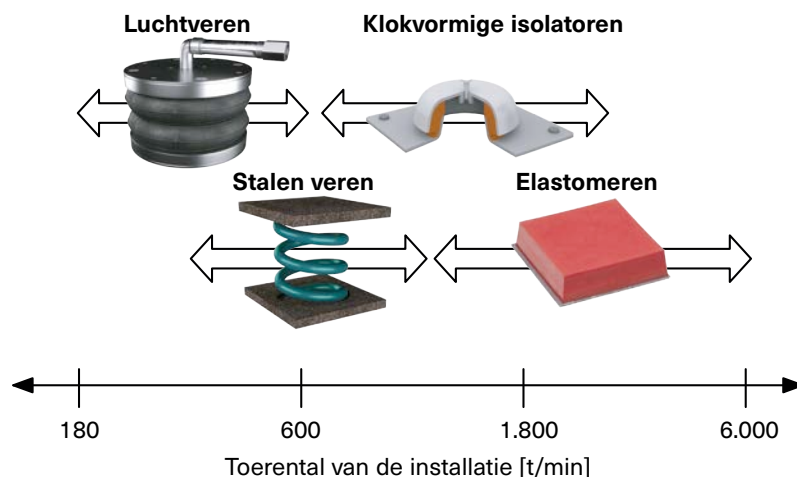 Luchtveren
Klokvormige isolatoren
Stalen veren
Elastomeren
180
600
1.800
6.000
Toerental van de installatie [t/min]